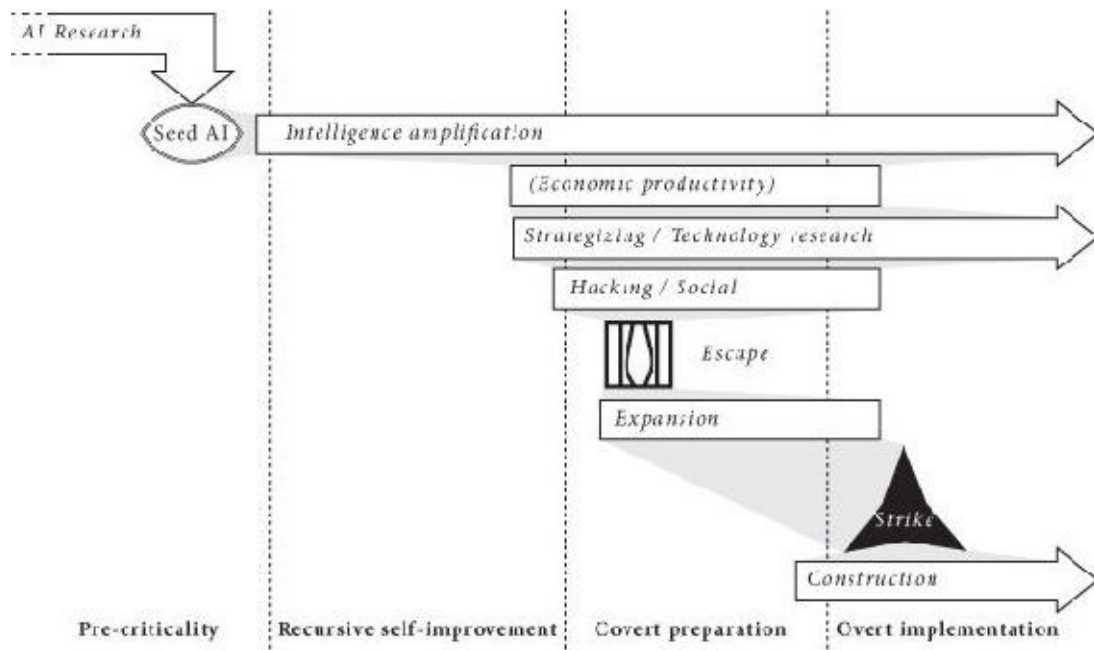 AI Research
Seed AI
Intelligence amplification
(Economic productivity)
Strategizing / Technology research
Hacking / Social
Escape
Expansion
Strike
Construction
Pre-criticality
Recursive self-improvement
Covert preparation
Overt implementation